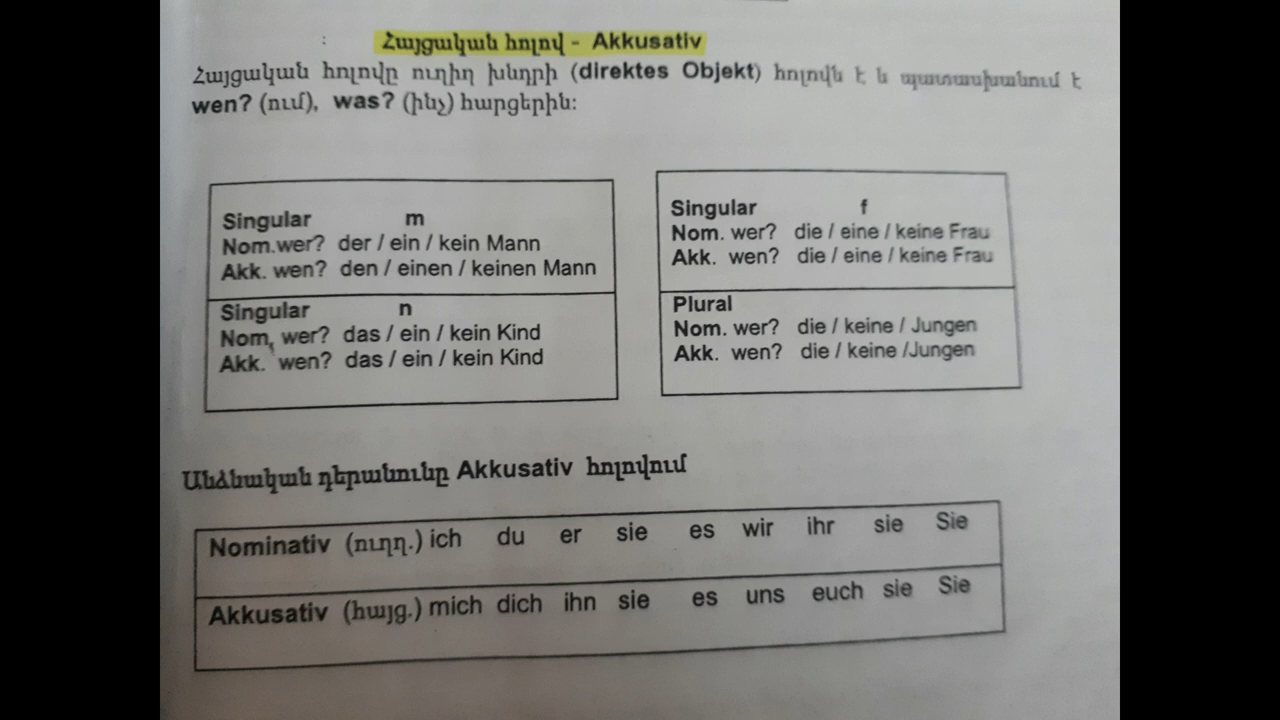 Հայցական հոլով - Akkusativ
Հայցական հոլովը ուղիղ խնդրի (direktes Objekt) հոլովն է և պատասխանում է
wen? (ում), was? (ինչ) հարցերին:
Singular m
Nom.wer? der / ein / kein Mann
Akk. wen? den / einen / keinen Mann
Singular n
Nom, wer? das / ein / kein Kind
Akk. wen? das / ein / kein Kind
Singular f
Nom. wer? die / eine / keine Frau
Akk. wen? die / eine / keine Frau
Plural
Nom. wer? die / keine / Jungen
Akk. wen? die / keine /Jungen
Անձնական դերանունը Akkusativ հոլովում
Nominativ (ուղղ.) ich du er sie es wir ihr sie Sie
Akkusativ (հայց.) mich dich ihn sie es uns euch sie Sie